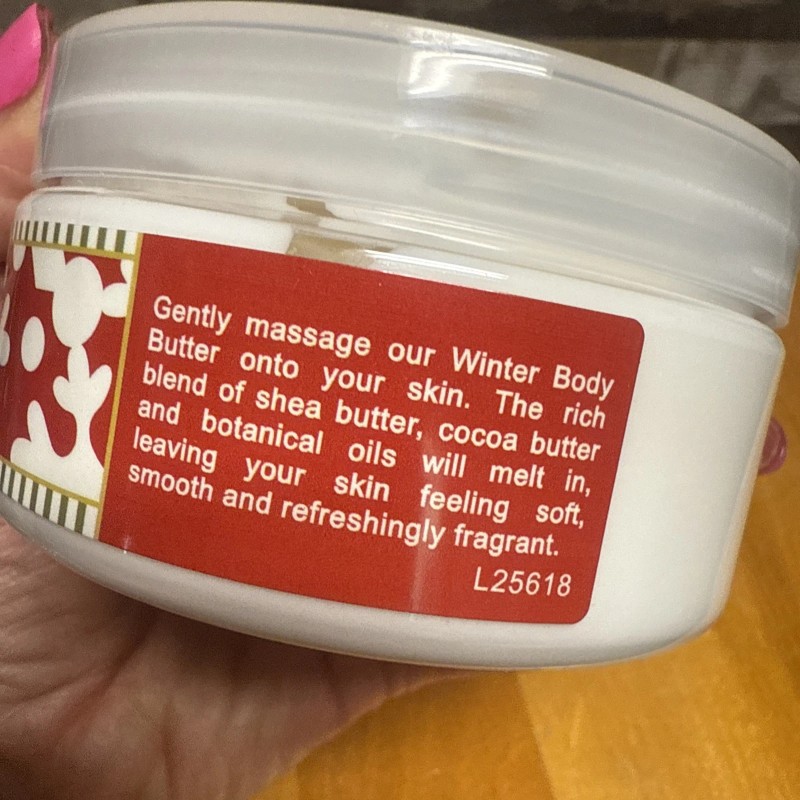 Gently massage our Winter Body
Butter onto your skin. The rich
blend of shea butter, cocoa butter
and botanical oils will melt in,
leaving your skin feeling soft,
smooth and refreshingly fragrant.
L25618